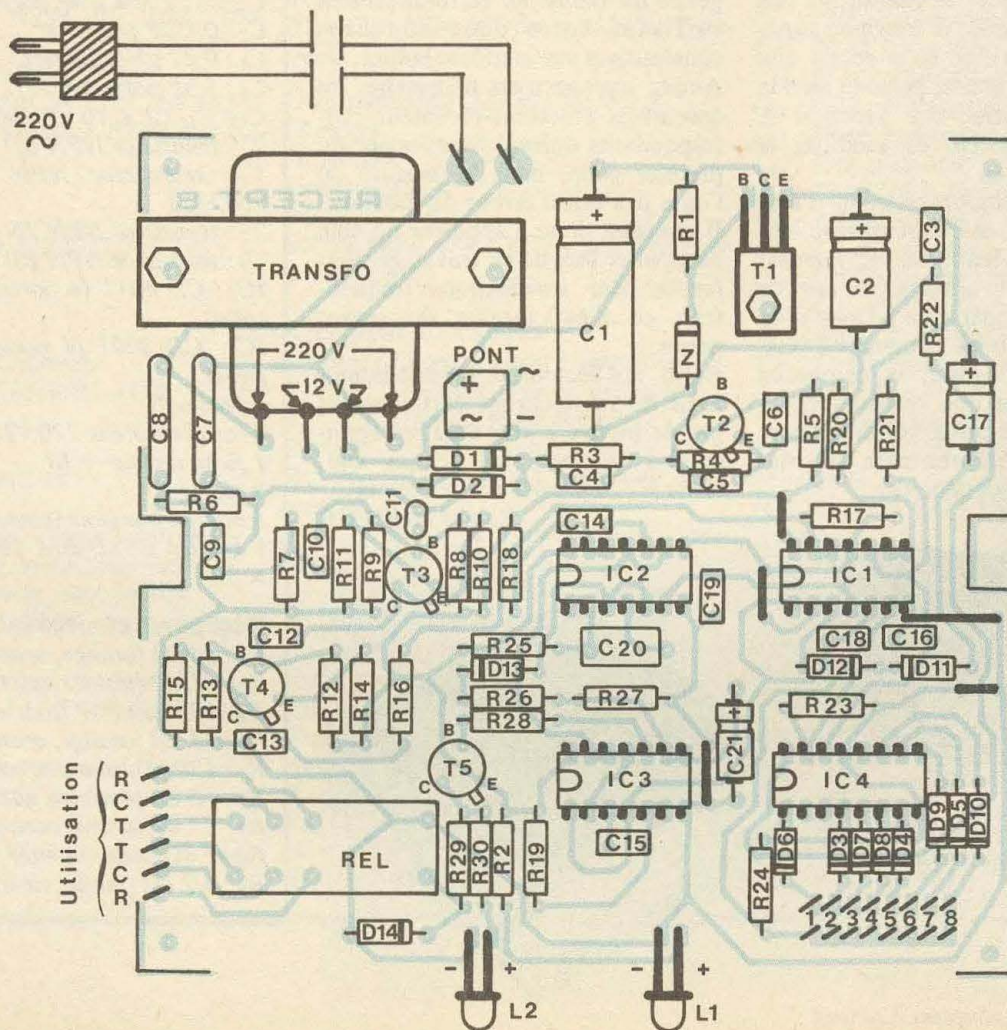 220V
~
RECEPT. B
TRANSFO
220V
12V
PONT
+
~
~
-
+
C1
R1
B C E
T1
+
C2
C3
R22
+
C17
Z
B
T2
C
E
C6
R5
R20
R21
C8
C7
D1
D2
R3
C4
R4
C5
R6
C9
R7
C10
R11
R9
C11
B
T3
C
E
R8
R10
R18
C14
IC2
C19
R17
IC1
C12
R15
R13
B
T4
C
E
C13
R12
R14
R16
R25
D13
R26
R28
C20
R27
C18
C16
D12
D11
R23
B
T5
C
E
IC3
C15
+
C21
IC4
Utilisation
R
C
T
T
C
R
REL
D14
R29
R30
R2
R19
R24
D6
D3
D7
D8
D4
D9
D5
D10
1 2 3 4 5 6 7 8
- +
L2
- +
L1